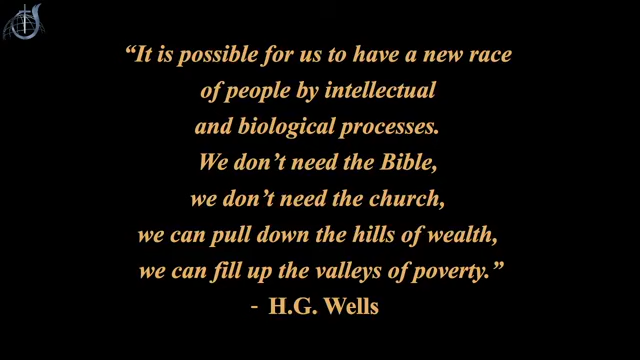 “It is possible for us to have a new race
of people by intellectual
and biological processes.
We don’t need the Bible,
we don’t need the church,
we can pull down the hills of wealth,
we can fill up the valleys of poverty.”
- H.G. Wells